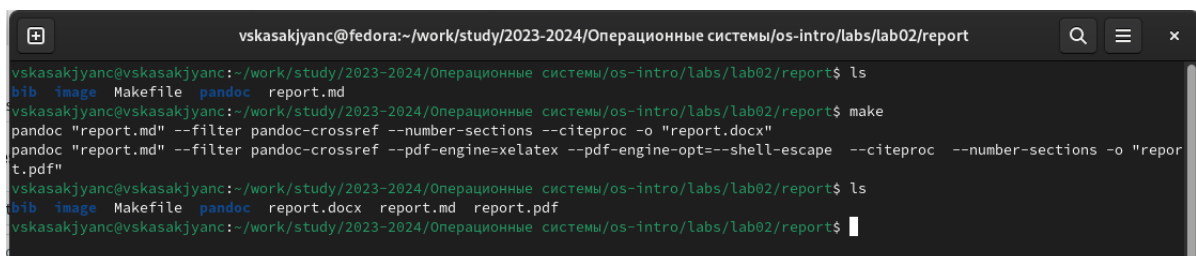 vskasakjyanc@fedora:~/work/study/2023-2024/Операционные системы/os-intro/labs/lab02/report
vskasakjyanc@vskasakjyanc:~/work/study/2023-2024/Операционные системы/os-intro/labs/lab02/report$ ls
bib image Makefile pandoc report.md
vskasakjyanc@vskasakjyanc:~/work/study/2023-2024/Операционные системы/os-intro/labs/lab02/report$ make
pandoc "report.md" --filter pandoc-crossref --number-sections --citeproc -o "report.docx"
pandoc "report.md" --filter pandoc-crossref --pdf-engine=xelatex --pdf-engine-opt=--shell-escape  --citeproc  --number-sections -o "repor
t.pdf"
vskasakjyanc@vskasakjyanc:~/work/study/2023-2024/Операционные системы/os-intro/labs/lab02/report$ ls
bib image Makefile pandoc report.docx report.md report.pdf
vskasakjyanc@vskasakjyanc:~/work/study/2023-2024/Операционные системы/os-intro/labs/lab02/report$